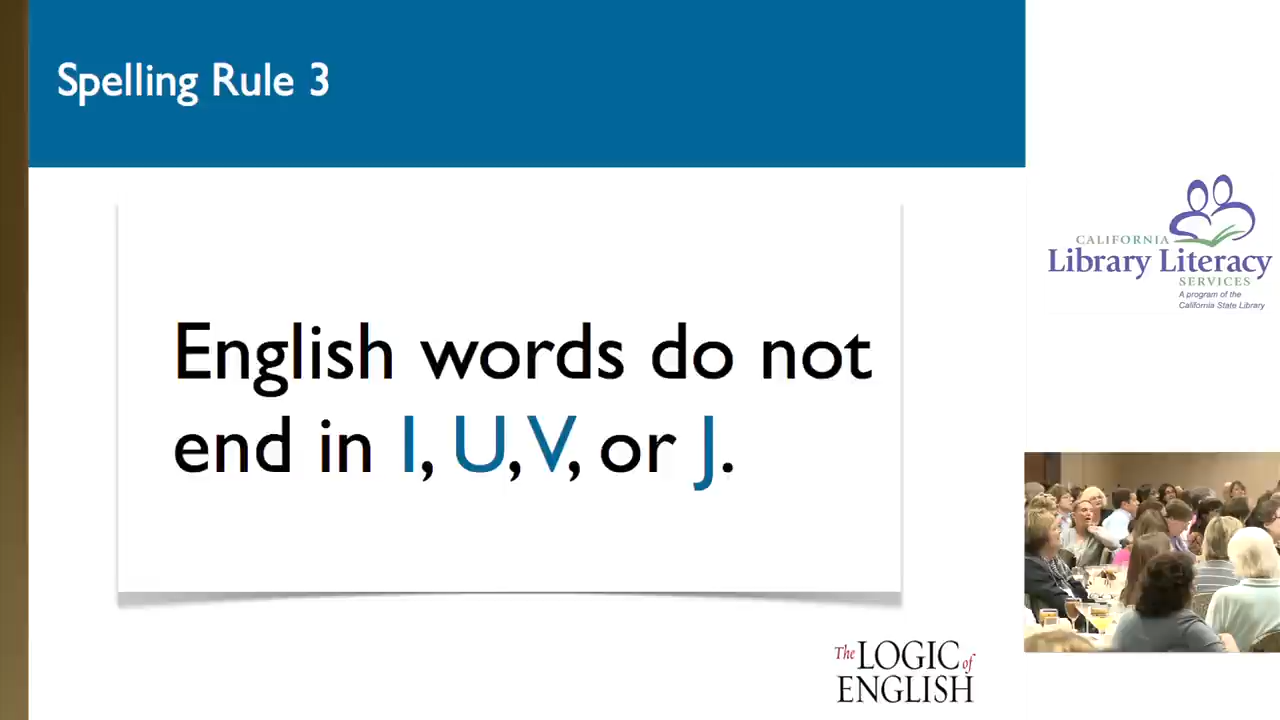 Spelling Rule 3
English words do not
end in I, U, V, or J.
The LOGIC of
ENGLISH
CALIFORNIA
Library Literacy
SERVICES
A program of the
California State Library